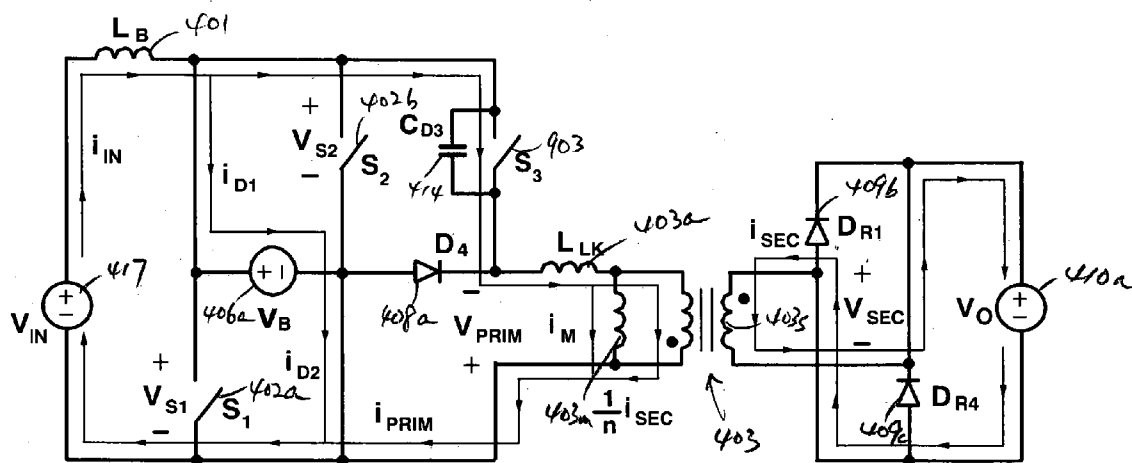 L B 401
402b
+
V S2
−
S 2
C D3
414
903
S 3
i IN
i D1
409b
i SEC
D R1
403a
L LK
D 4
417
+
−
V IN
+
406a
V B
408a
−
V PRIM
+
i M
403s
+
V SEC
−
V O
+
−
410a
i D2
+
V S1
−
402a
S 1
i PRIM
403m
1
n
i SEC
403
D R4
409c